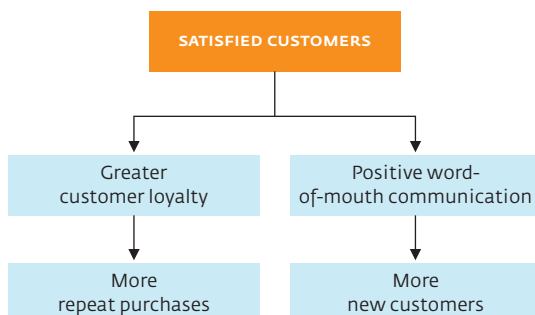 SATISFIED CUSTOMERS
Greater
customer loyalty
Positive word-
of-mouth communication
More
repeat purchases
More
new customers